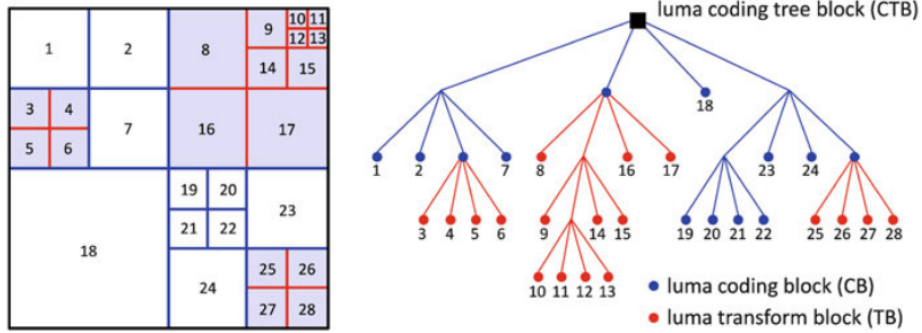 luma coding tree block (CTB)
1 2 8 9 10 11
12 13
14 15
3 4 7 16 17
5 6
18 19 20 23
21 22
24 25 26
27 28
18
1 2 7 8 16 17 23 24
3 4 5 6 9 14 15 19 20 21 22 25 26 27 28
10 11 12 13
luma coding block (CB)
luma transform block (TB)